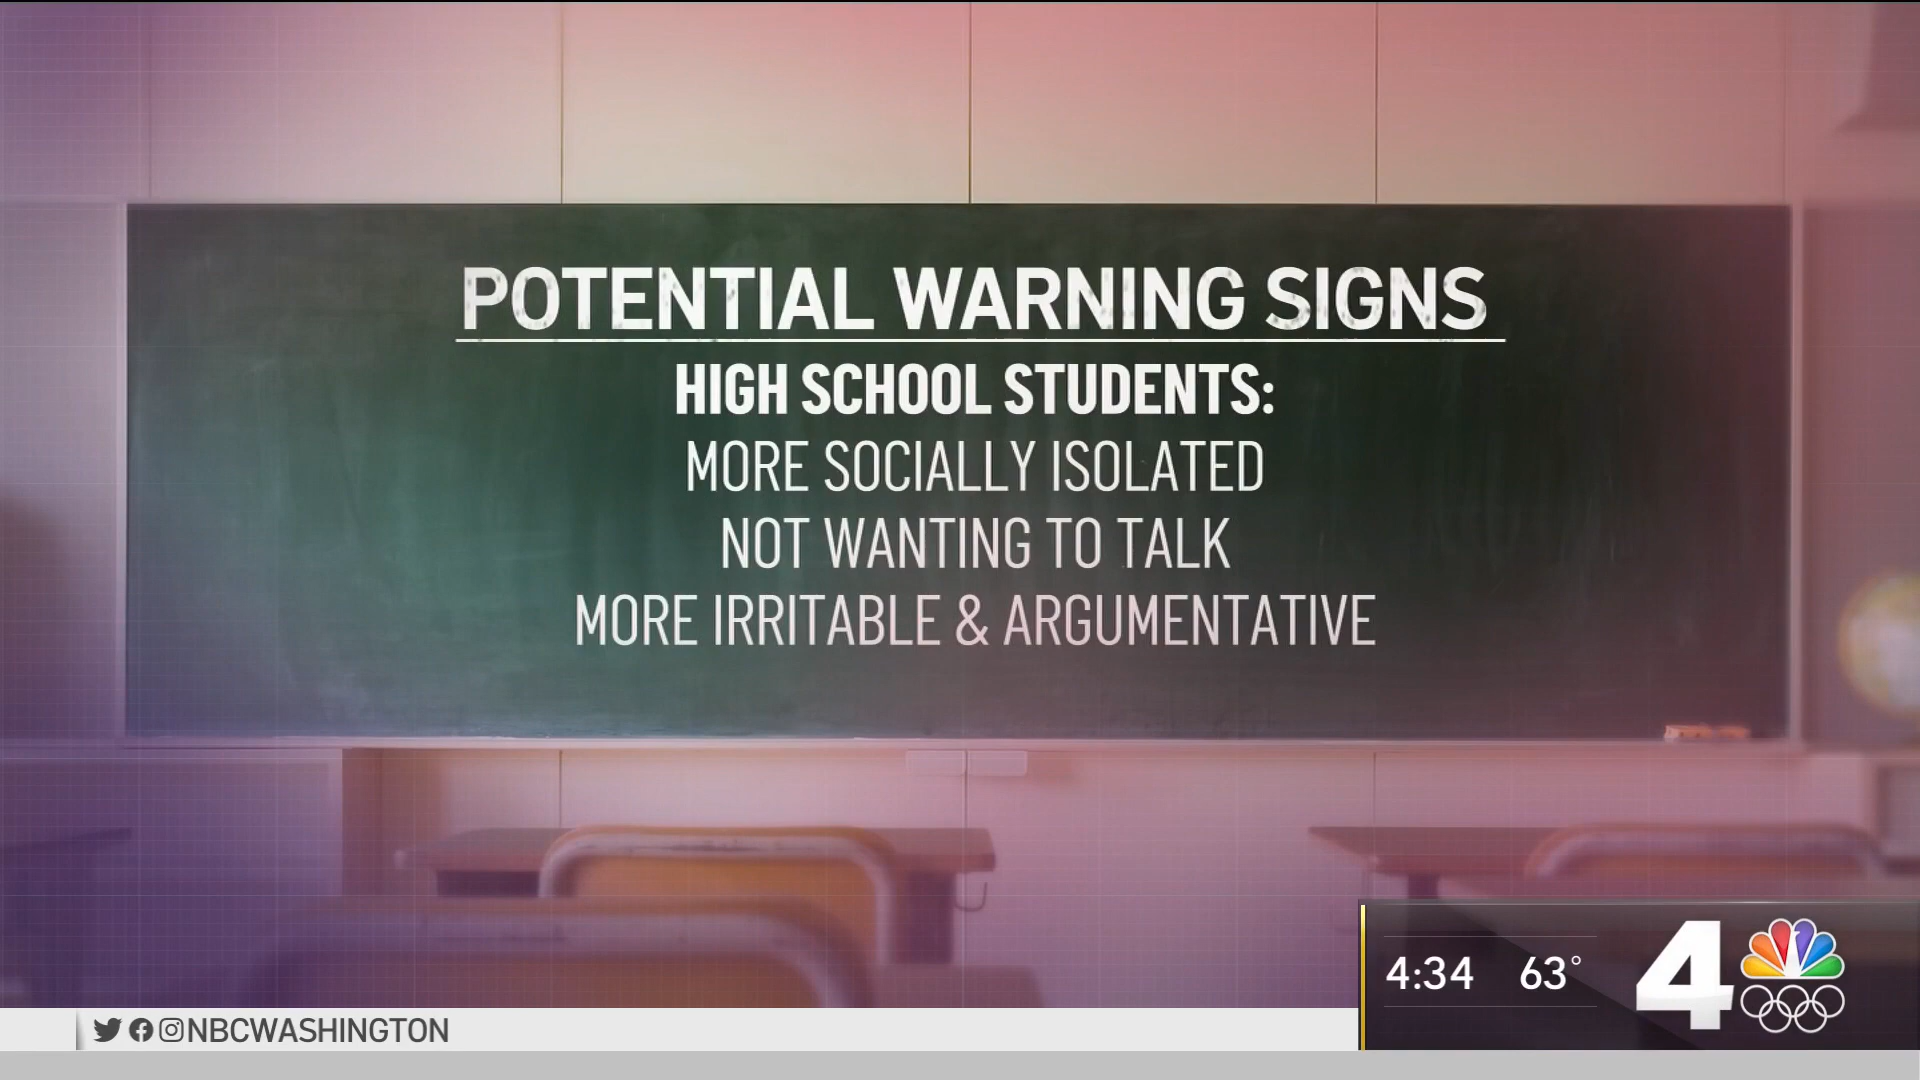 POTENTIAL WARNING SIGNS
HIGH SCHOOL STUDENTS:
MORE SOCIALLY ISOLATED
NOT WANTING TO TALK
MORE IRRITABLE & ARGUMENTATIVE
4:34 63° 4
NBCWASHINGTON